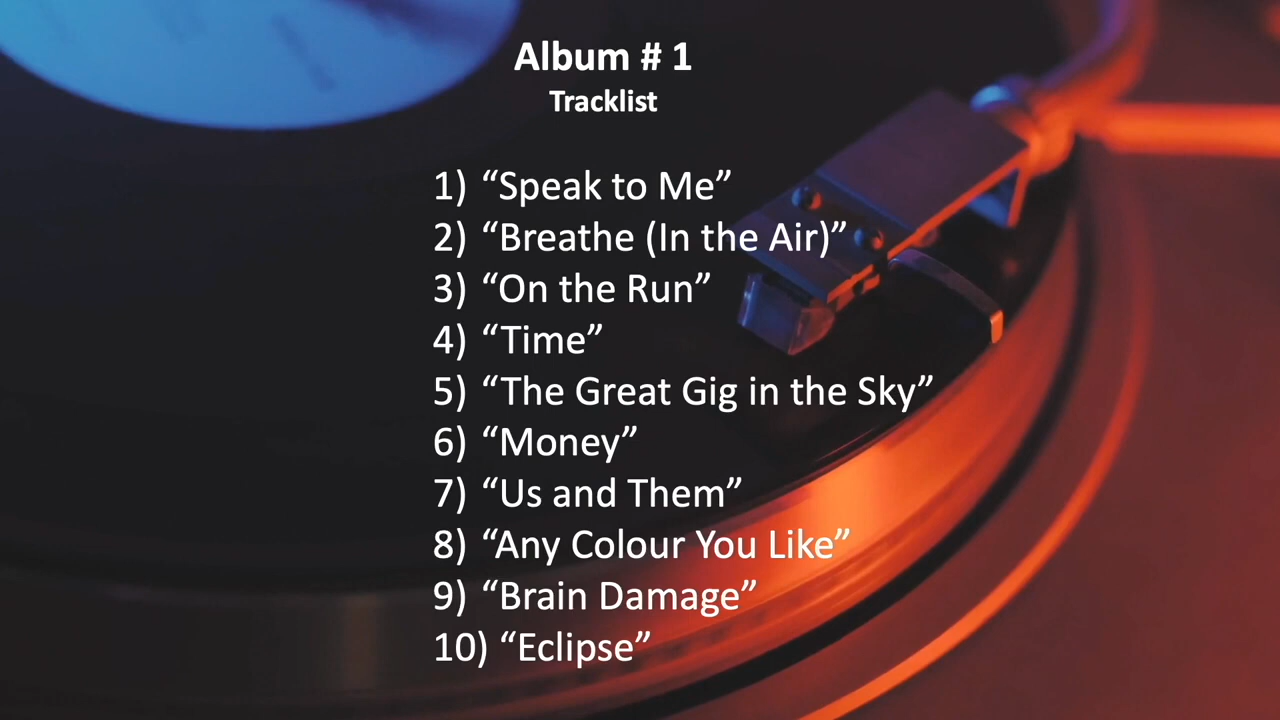 Album # 1
Tracklist
1) “Speak to Me”
2) “Breathe (In the Air)”
3) “On the Run”
4) “Time”
5) “The Great Gig in the Sky”
6) “Money”
7) “Us and Them”
8) “Any Colour You Like”
9) “Brain Damage”
10) “Eclipse”